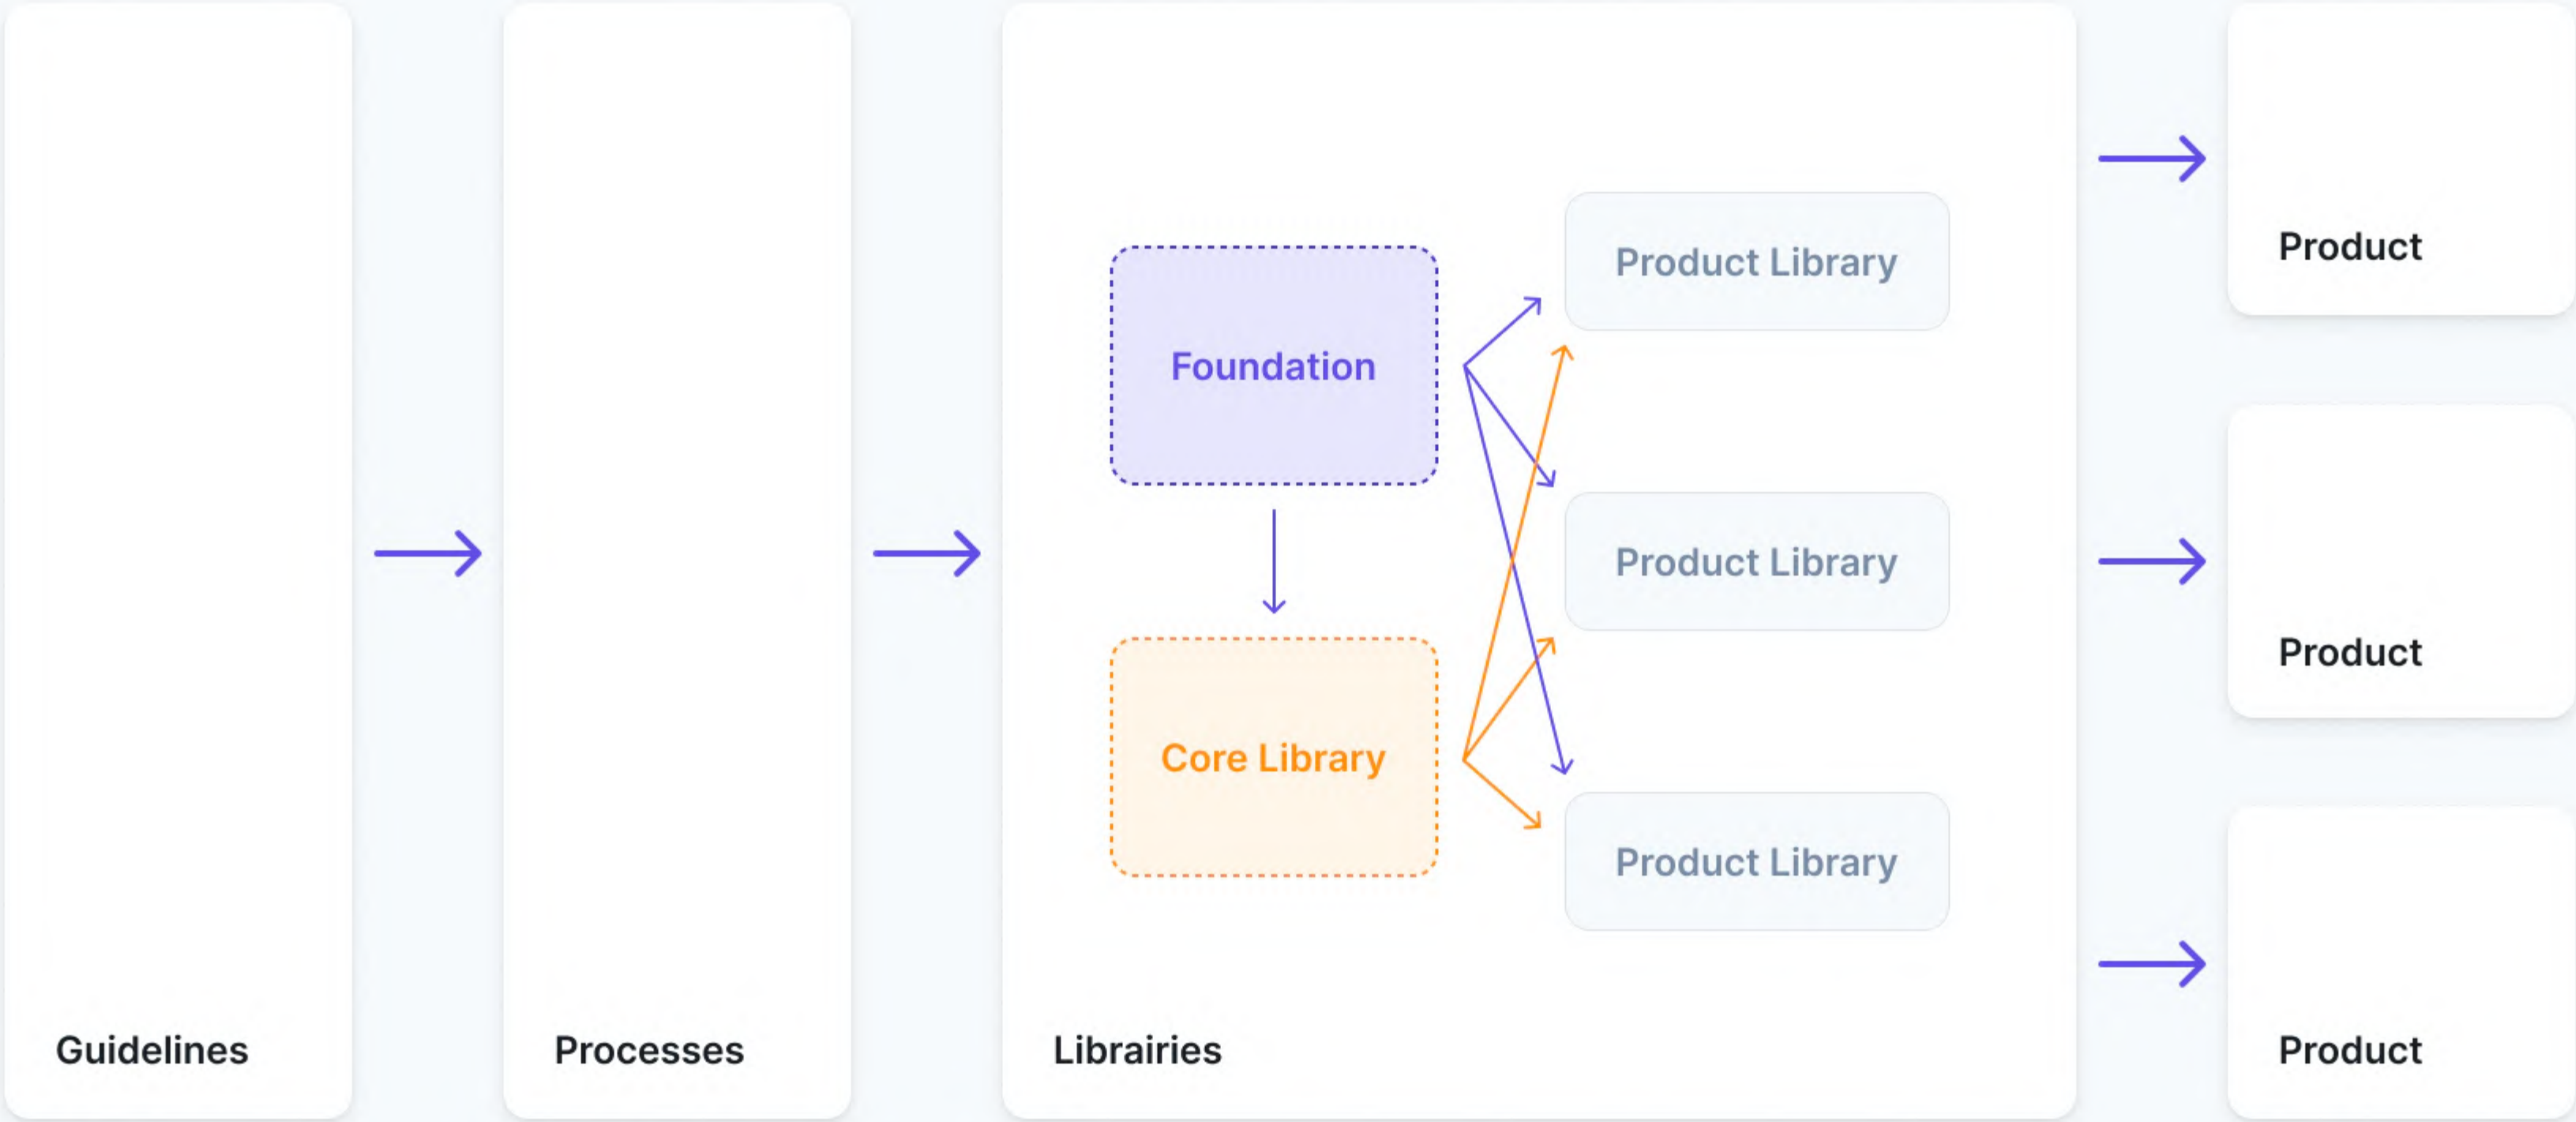 Guidelines
Processes
Librairies
Foundation
Core Library
Product Library
Product Library
Product Library
Product
Product
Product